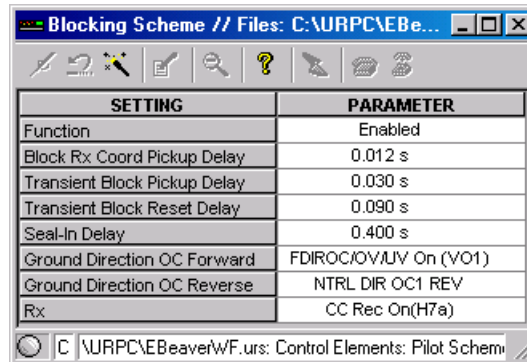 Blocking Scheme // Files: C:\URPC\EBe...
SETTING PARAMETER
Function Enabled
Block Rx Coord Pickup Delay 0.012 s
Transient Block Pickup Delay 0.030 s
Transient Block Reset Delay 0.090 s
Seal-In Delay 0.400 s
Ground Direction OC Forward FDIROC/OV/UV On (VO1)
Ground Direction OC Reverse NTRL DIR OC1 REV
Rx CC Rec On(H7a)
C \URPC\EBeaverWF.urs: Control Elements: Pilot Schem